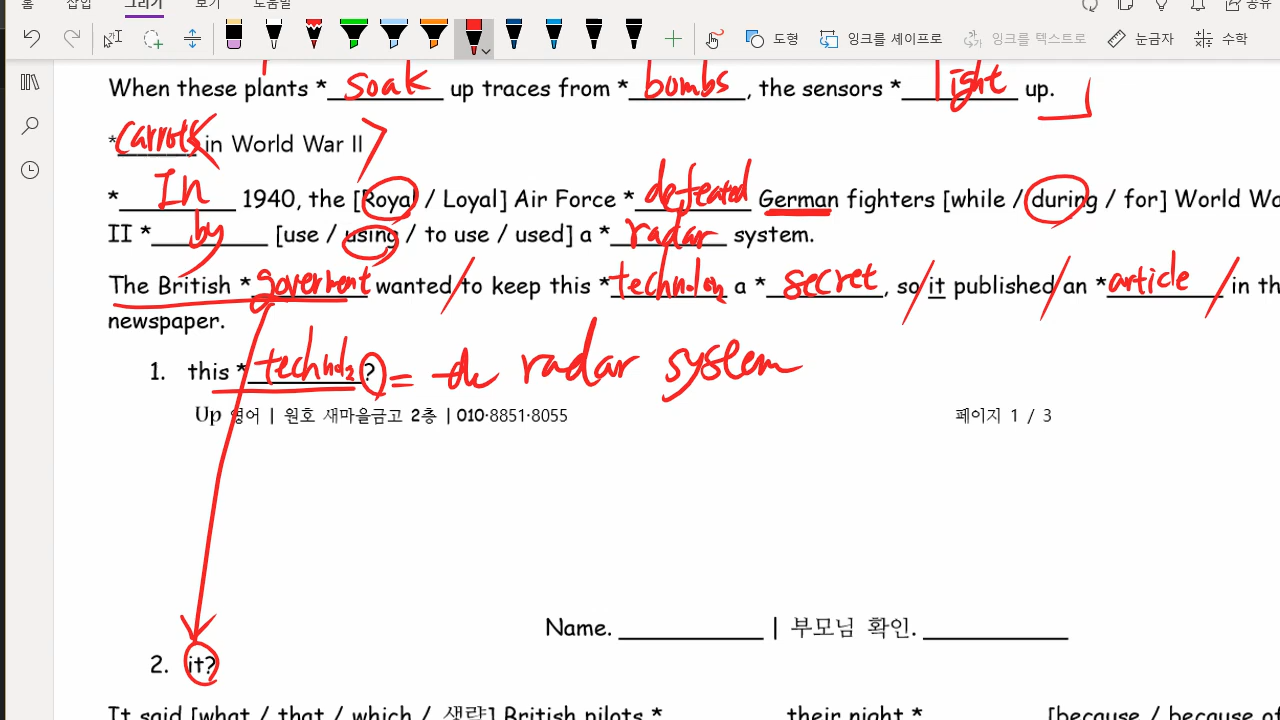 홈 삽입 그리기 보기 도움말 공유
도형 잉크를 셰이프로 잉크를 텍스트로 눈금자 수학
When these plants * soak up traces from * bombs, the sensors * light up.
* Carrots in World War II
* In 1940, the [Royal / Loyal] Air Force * defeated German fighters [while / during / for] World Wa
II * by [use / using / to use / used] a * radar system.
The British * goverment wanted / to keep this * technology a * secret, so / it published / an * article / in th
newspaper.
1. this * ? = the radar system
Up 영어 | 원호 새마을금고 2층 | 010·8851·8055 페이지 1 / 3
Name. | 부모님 확인.
2. it?
It said [what / that / which / 생략] British pilots * their night * [because / because of